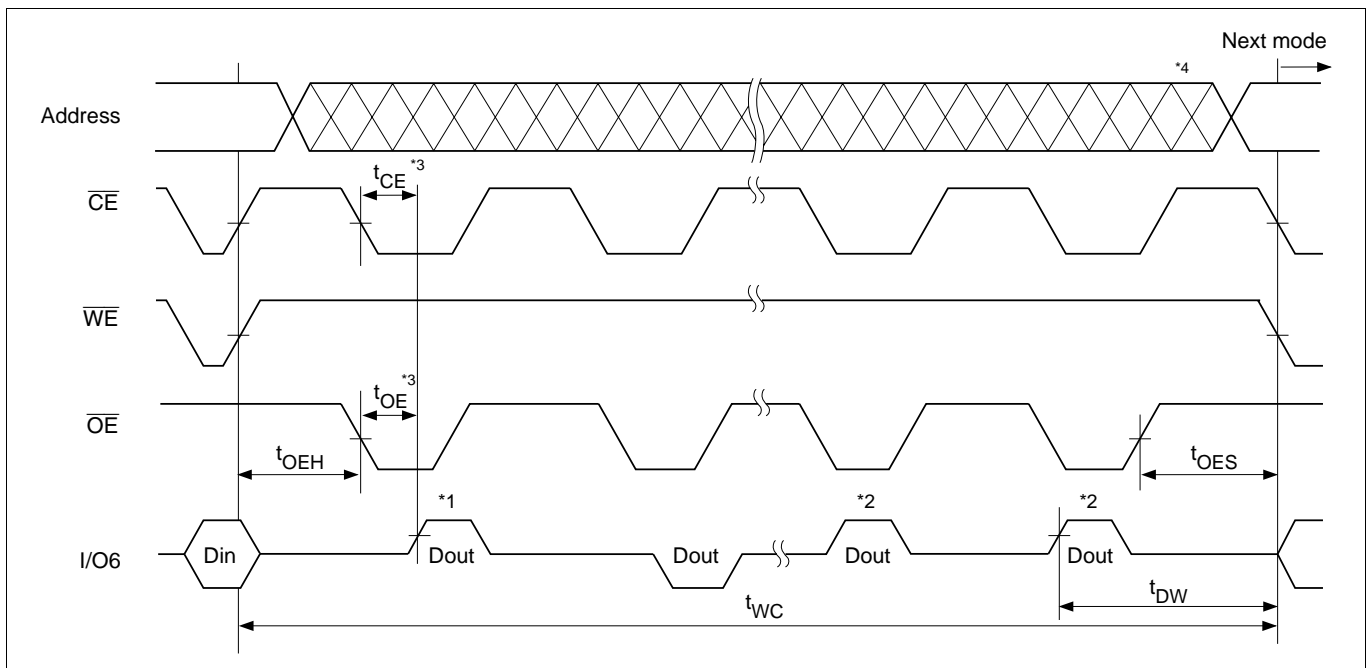 Next mode
*4
Address
tCE *3
CE
WE
tOE *3
OE
tOEH
tOES
*1
*2
*2
I/O6
Din
Dout
Dout
Dout
Dout
tDW
tWC